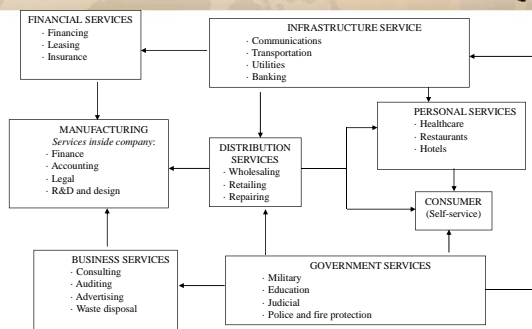 FINANCIAL SERVICES
· Financing
· Leasing
· Insurance
INFRASTRUCTURE SERVICE
· Communications
· Transportation
· Utilities
· Banking
PERSONAL SERVICES
· Healthcare
· Restaurants
· Hotels
MANUFACTURING
Services inside company:
· Finance
· Accounting
· Legal
· R&D and design
DISTRIBUTION
SERVICES
· Wholesaling
· Retailing
· Repairing
CONSUMER
(Self-service)
BUSINESS SERVICES
· Consulting
· Auditing
· Advertising
· Waste disposal
GOVERNMENT SERVICES
· Military
· Education
· Judicial
· Police and fire protection